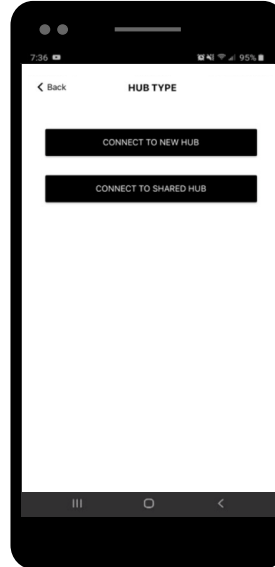 7:36 95%
Back HUB TYPE
CONNECT TO NEW HUB
CONNECT TO SHARED HUB